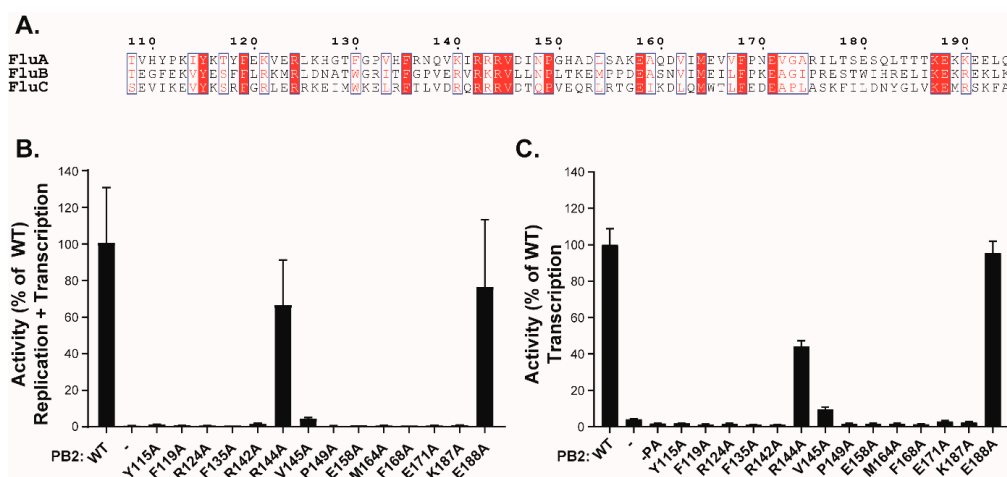 A.
110 120 130 140 150 160 170 180 190
FluA TVHYPKIYKTYFEKVERLKHGTFGPVHFRNQVKIRRRVDINPGHADLSAKEAQDVIMEVVFPNEVGARILTSESQLTTTKEKKEELQ
FluB TEGFEKVYESFFLRKMRLDNATWGRITFGPVERVRKRVLLNPLTKEMPPDEASNVIMEILFPKEAGIPRESTWIHRELIKEKREKLK
FluC SEVIKEVYKSRFGRLERRKEIMWKELRFILVDRQRRRVDTQPVEQRLRTGEIKDLQMWTLFEDEAPLASKFILDNYGLVKEMRSKFA
B.
Activity (% of WT)
Replication + Transcription
140
120
100
80
60
40
20
0
PB2: WT - Y115A F119A R124A F135A R142A R144A V145A P149A E158A M164A F168A E171A K187A E188A
C.
Activity (% of WT)
Transcription
140
120
100
80
60
40
20
0
PB2: WT - -PA Y115A F119A R124A F135A R142A R144A V145A P149A E158A M164A F168A E171A K187A E188A